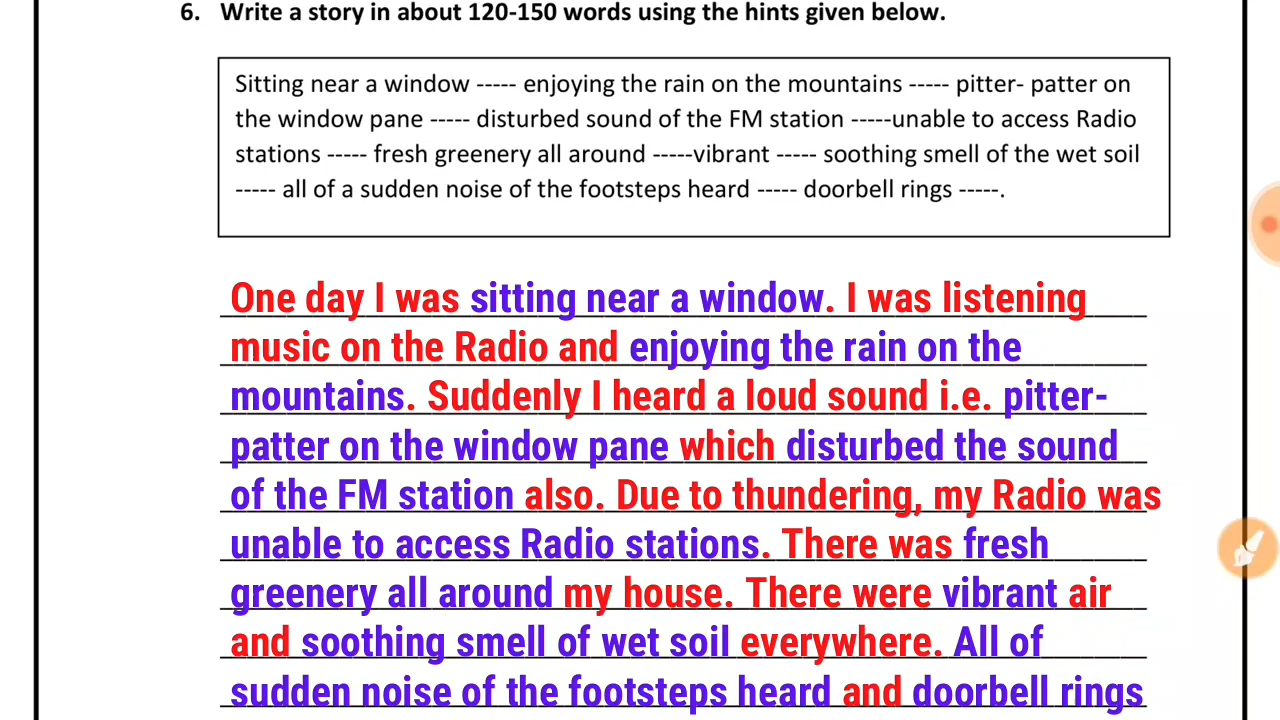 6. Write a story in about 120-150 words using the hints given below.
Sitting near a window ----- enjoying the rain on the mountains ----- pitter- patter on
the window pane ----- disturbed sound of the FM station -----unable to access Radio
stations ----- fresh greenery all around -----vibrant ----- soothing smell of the wet soil
----- all of a sudden noise of the footsteps heard ----- doorbell rings -----.
One day I was sitting near a window. I was listening
music on the Radio and enjoying the rain on the
mountains. Suddenly I heard a loud sound i.e. pitter-
patter on the window pane which disturbed the sound
of the FM station also. Due to thundering, my Radio was
unable to access Radio stations. There was fresh
greenery all around my house. There were vibrant air
and soothing smell of wet soil everywhere. All of
sudden noise of the footsteps heard and doorbell rings